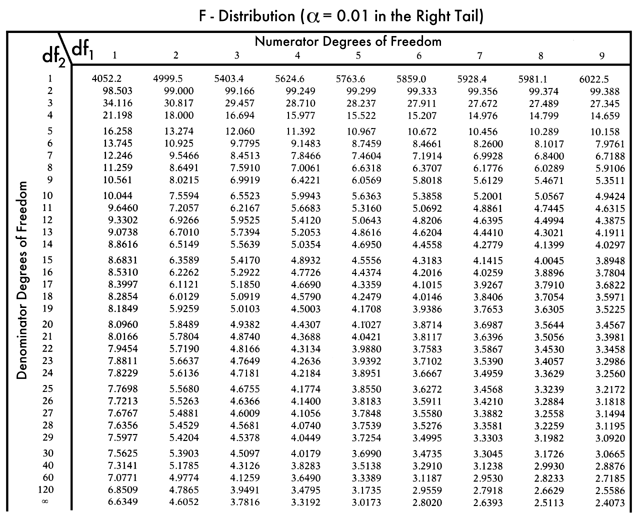 F - Distribution (α = 0.01 in the Right Tail)
Numerator Degrees of Freedom
df₂ \ df₁ 1 2 3 4 5 6 7 8 9
Denominator Degrees of Freedom
1 4052.2 4999.5 5403.4 5624.6 5763.6 5859.0 5928.4 5981.1 6022.5
2 98.503 99.000 99.166 99.249 99.299 99.333 99.356 99.374 99.388
3 34.116 30.817 29.457 28.710 28.237 27.911 27.672 27.489 27.345
4 21.198 18.000 16.694 15.977 15.522 15.207 14.976 14.799 14.659
5 16.258 13.274 12.060 11.392 10.967 10.672 10.456 10.289 10.158
6 13.745 10.925 9.7795 9.1483 8.7459 8.4661 8.2600 8.1017 7.9761
7 12.246 9.5466 8.4513 7.8466 7.4604 7.1914 6.9928 6.8400 6.7188
8 11.259 8.6491 7.5910 7.0061 6.6318 6.3707 6.1776 6.0289 5.9106
9 10.561 8.0215 6.9919 6.4221 6.0569 5.8018 5.6129 5.4671 5.3511
10 10.044 7.5594 6.5523 5.9943 5.6363 5.3858 5.2001 5.0567 4.9424
11 9.6460 7.2057 6.2167 5.6683 5.3160 5.0692 4.8861 4.7445 4.6315
12 9.3302 6.9266 5.9525 5.4120 5.0643 4.8206 4.6395 4.4994 4.3875
13 9.0738 6.7010 5.7394 5.2053 4.8616 4.6204 4.4410 4.3021 4.1911
14 8.8616 6.5149 5.5639 5.0354 4.6950 4.4558 4.2779 4.1399 4.0297
15 8.6831 6.3589 5.4170 4.8932 4.5556 4.3183 4.1415 4.0045 3.8948
16 8.5310 6.2262 5.2922 4.7726 4.4374 4.2016 4.0259 3.8896 3.7804
17 8.3997 6.1121 5.1850 4.6690 4.3359 4.1015 3.9267 3.7910 3.6822
18 8.2854 6.0129 5.0919 4.5790 4.2479 4.0146 3.8406 3.7054 3.5971
19 8.1849 5.9259 5.0103 4.5003 4.1708 3.9386 3.7653 3.6305 3.5225
20 8.0960 5.8489 4.9382 4.4307 4.1027 3.8714 3.6987 3.5644 3.4567
21 8.0166 5.7804 4.8740 4.3688 4.0421 3.8117 3.6396 3.5056 3.3981
22 7.9454 5.7190 4.8166 4.3134 3.9880 3.7583 3.5867 3.4530 3.3458
23 7.8811 5.6637 4.7649 4.2636 3.9392 3.7102 3.5390 3.4057 3.2986
24 7.8229 5.6136 4.7181 4.2184 3.8951 3.6667 3.4959 3.3629 3.2560
25 7.7698 5.5680 4.6755 4.1774 3.8550 3.6272 3.4568 3.3239 3.2172
26 7.7213 5.5263 4.6366 4.1400 3.8183 3.5911 3.4210 3.2884 3.1818
27 7.6767 5.4881 4.6009 4.1056 3.7848 3.5580 3.3882 3.2558 3.1494
28 7.6356 5.4529 4.5681 4.0740 3.7539 3.5276 3.3581 3.2259 3.1195
29 7.5977 5.4204 4.5378 4.0449 3.7254 3.4995 3.3303 3.1982 3.0920
30 7.5625 5.3903 4.5097 4.0179 3.6990 3.4735 3.3045 3.1726 3.0665
40 7.3141 5.1785 4.3126 3.8283 3.5138 3.2910 3.1238 2.9930 2.8876
60 7.0771 4.9774 4.1259 3.6490 3.3389 3.1187 2.9530 2.8233 2.7185
120 6.8509 4.7865 3.9491 3.4795 3.1735 2.9559 2.7918 2.6629 2.5586
∞ 6.6349 4.6052 3.7816 3.3192 3.0173 2.8020 2.6393 2.5113 2.4073